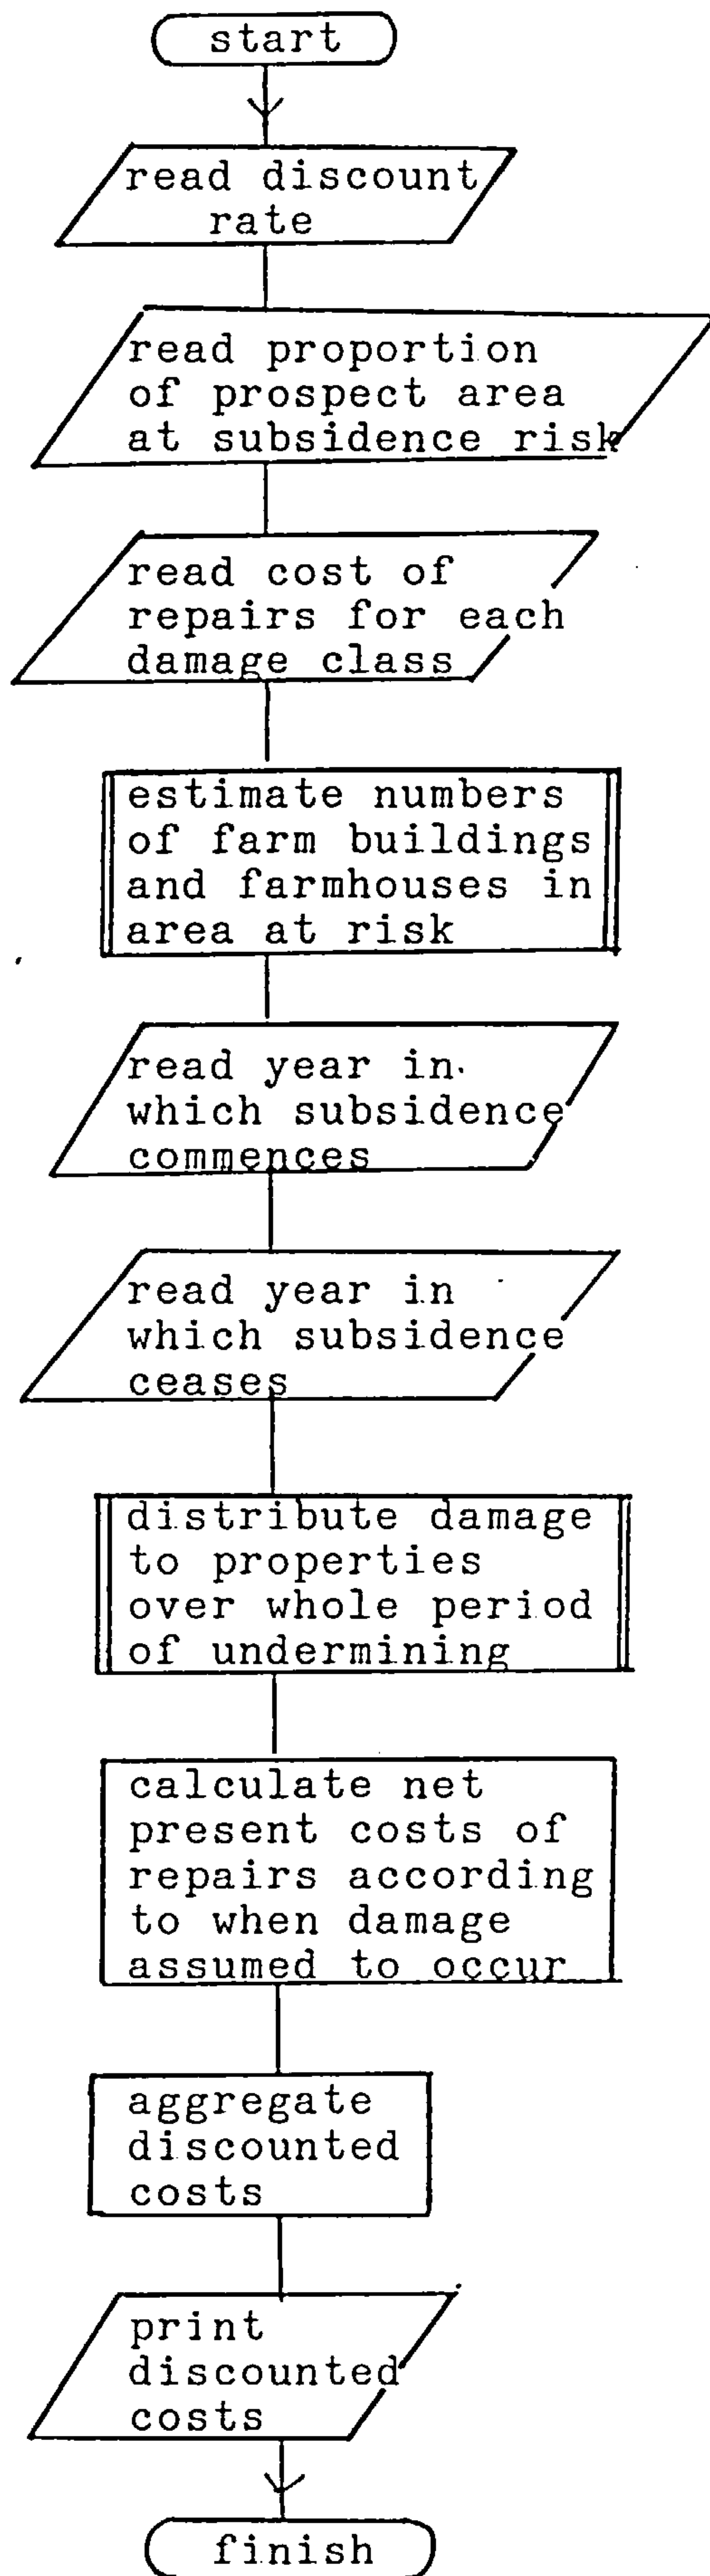 start
read discount
rate
read proportion
of prospect area
at subsidence risk
read cost of
repairs for each
damage class
estimate numbers
of farm buildings
and farmhouses in
area at risk
read year in
which subsidence
commences
read year in
which subsidence
ceases
distribute damage
to properties
over whole period
of undermining
calculate net
present costs of
repairs according
to when damage
assumed to occur
aggregate
discounted
costs
print
discounted
costs
finish